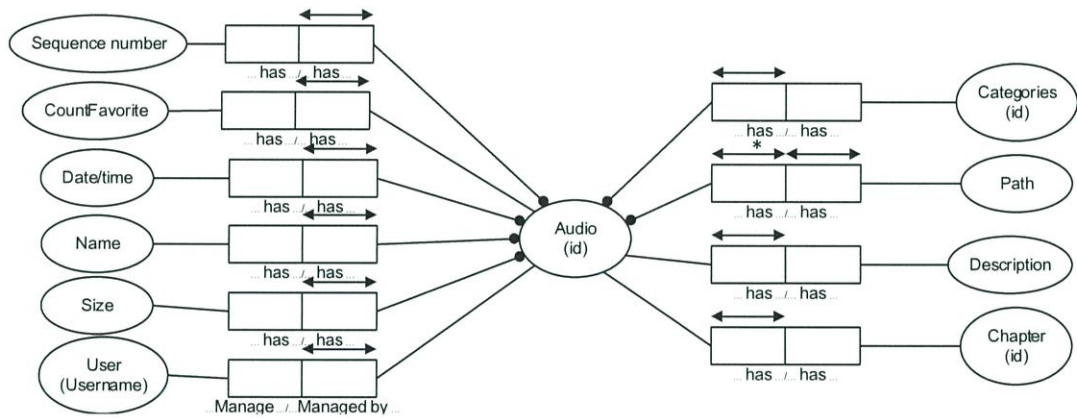 Sequence number
... has .../... has ...
CountFavorite
... has .../... has ...
Date/time
... has .../... has ...
Name
... has .../... has ...
Size
... has .../... has ...
User
(Username)
...Manage .../...Managed by ...
Audio
(id)
Categories
(id)
... has .../... has ...
*
Path
... has .../... has ...
Description
... has .../... has ...
Chapter
(id)
... has .../... has ...